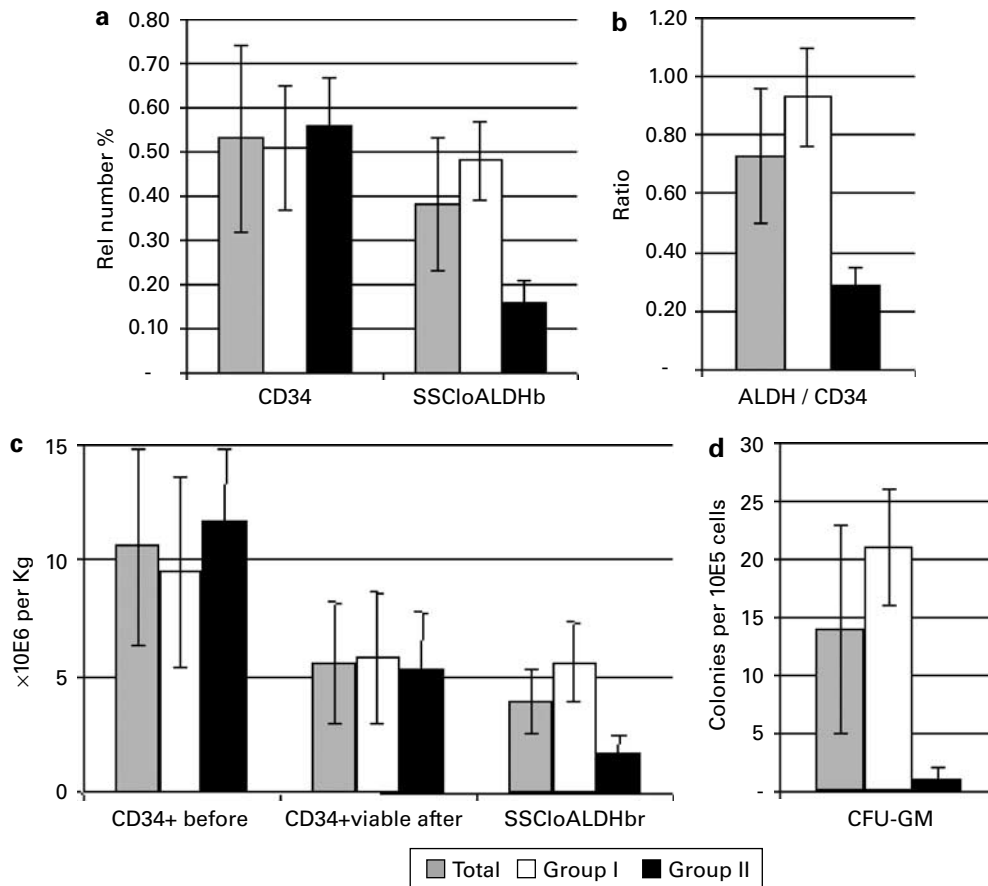 a
0.80
0.70
0.60
0.50
0.40
0.30
0.20
0.10
-
Rel number %
CD34
SSCloALDHb
b
1.20
1.00
0.80
0.60
0.40
0.20
-
Ratio
ALDH / CD34
c
15
10
5
0
×10E6 per Kg
CD34+ before
CD34+viable after
SSCloALDHbr
d
30
25
20
15
10
5
-
Colonies per 10E5 cells
CFU-GM
Total
Group I
Group II